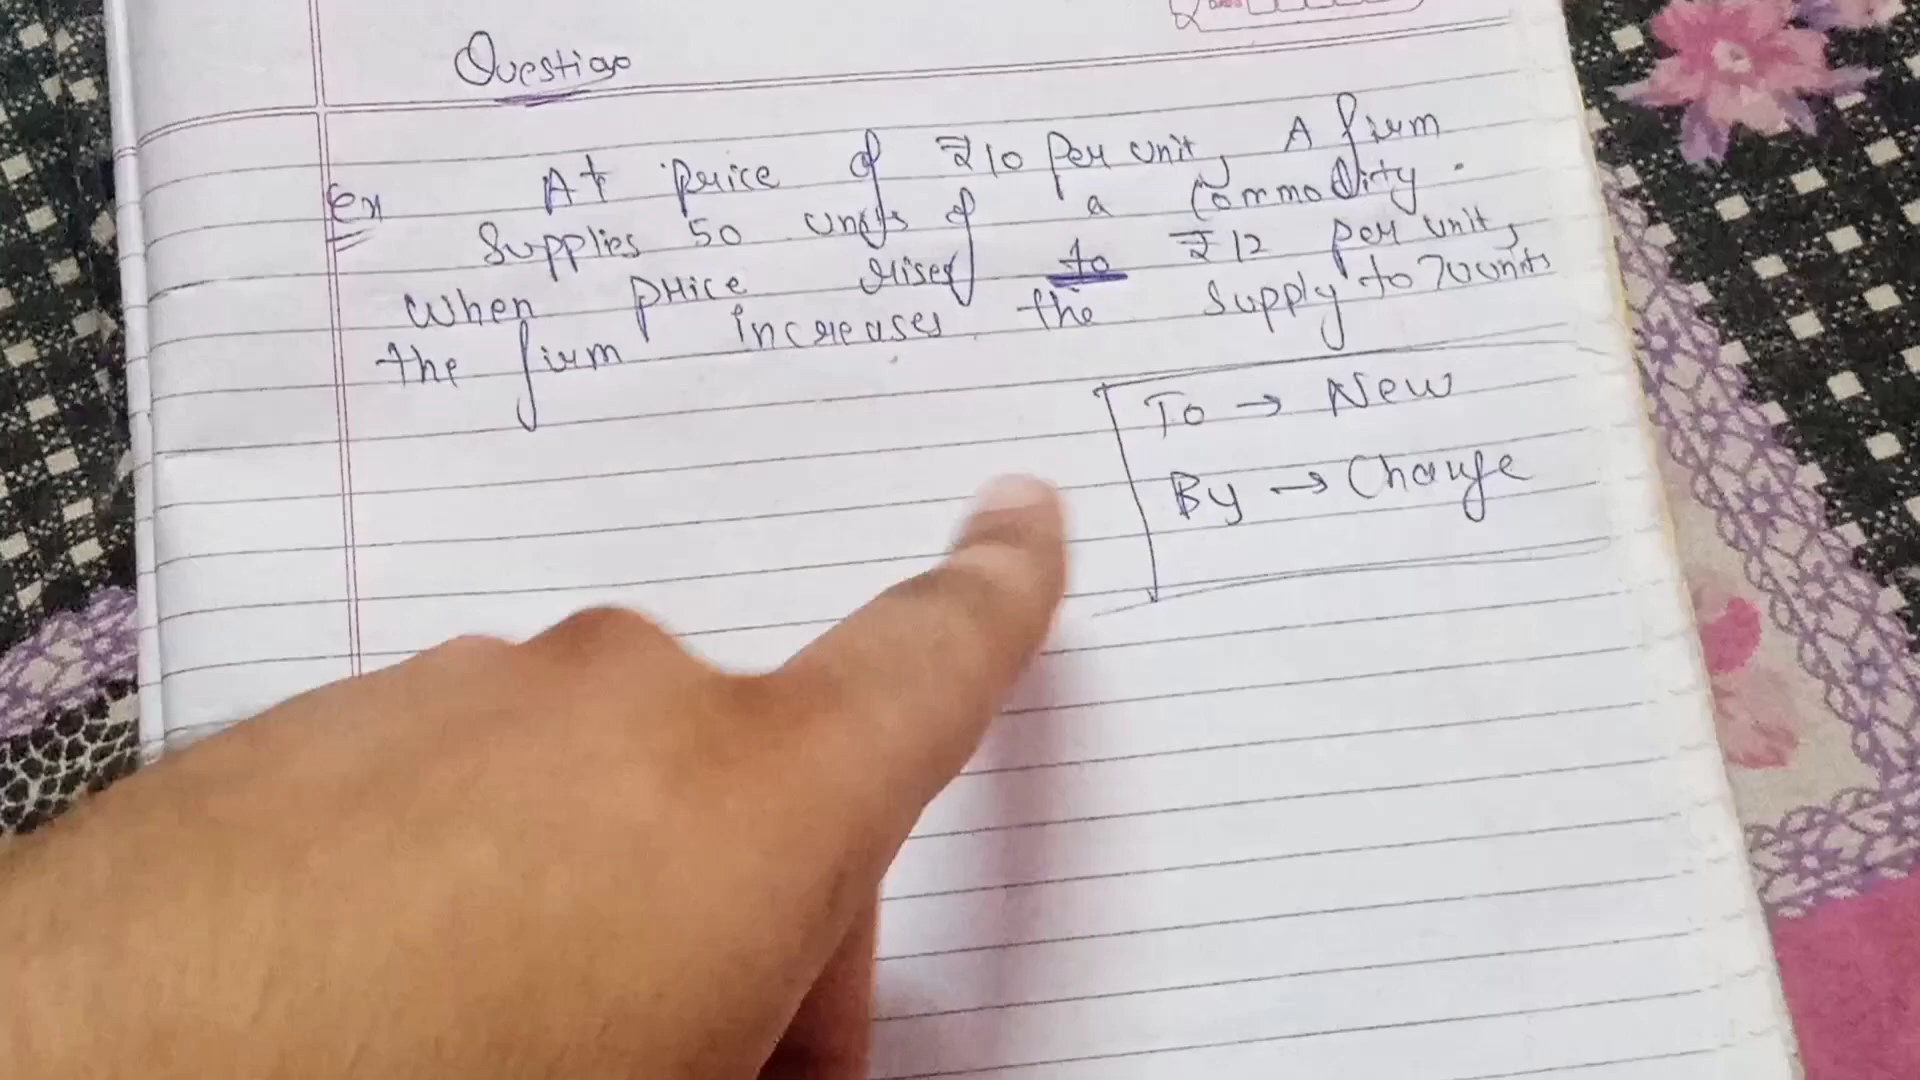 Question
Ex At price of ₹10 Per unit, A firm
Supplies 50 units of a Commodity.
When price rises to ₹12 per unit,
the firm increases the Supply to 70 units
To → New
By → Change